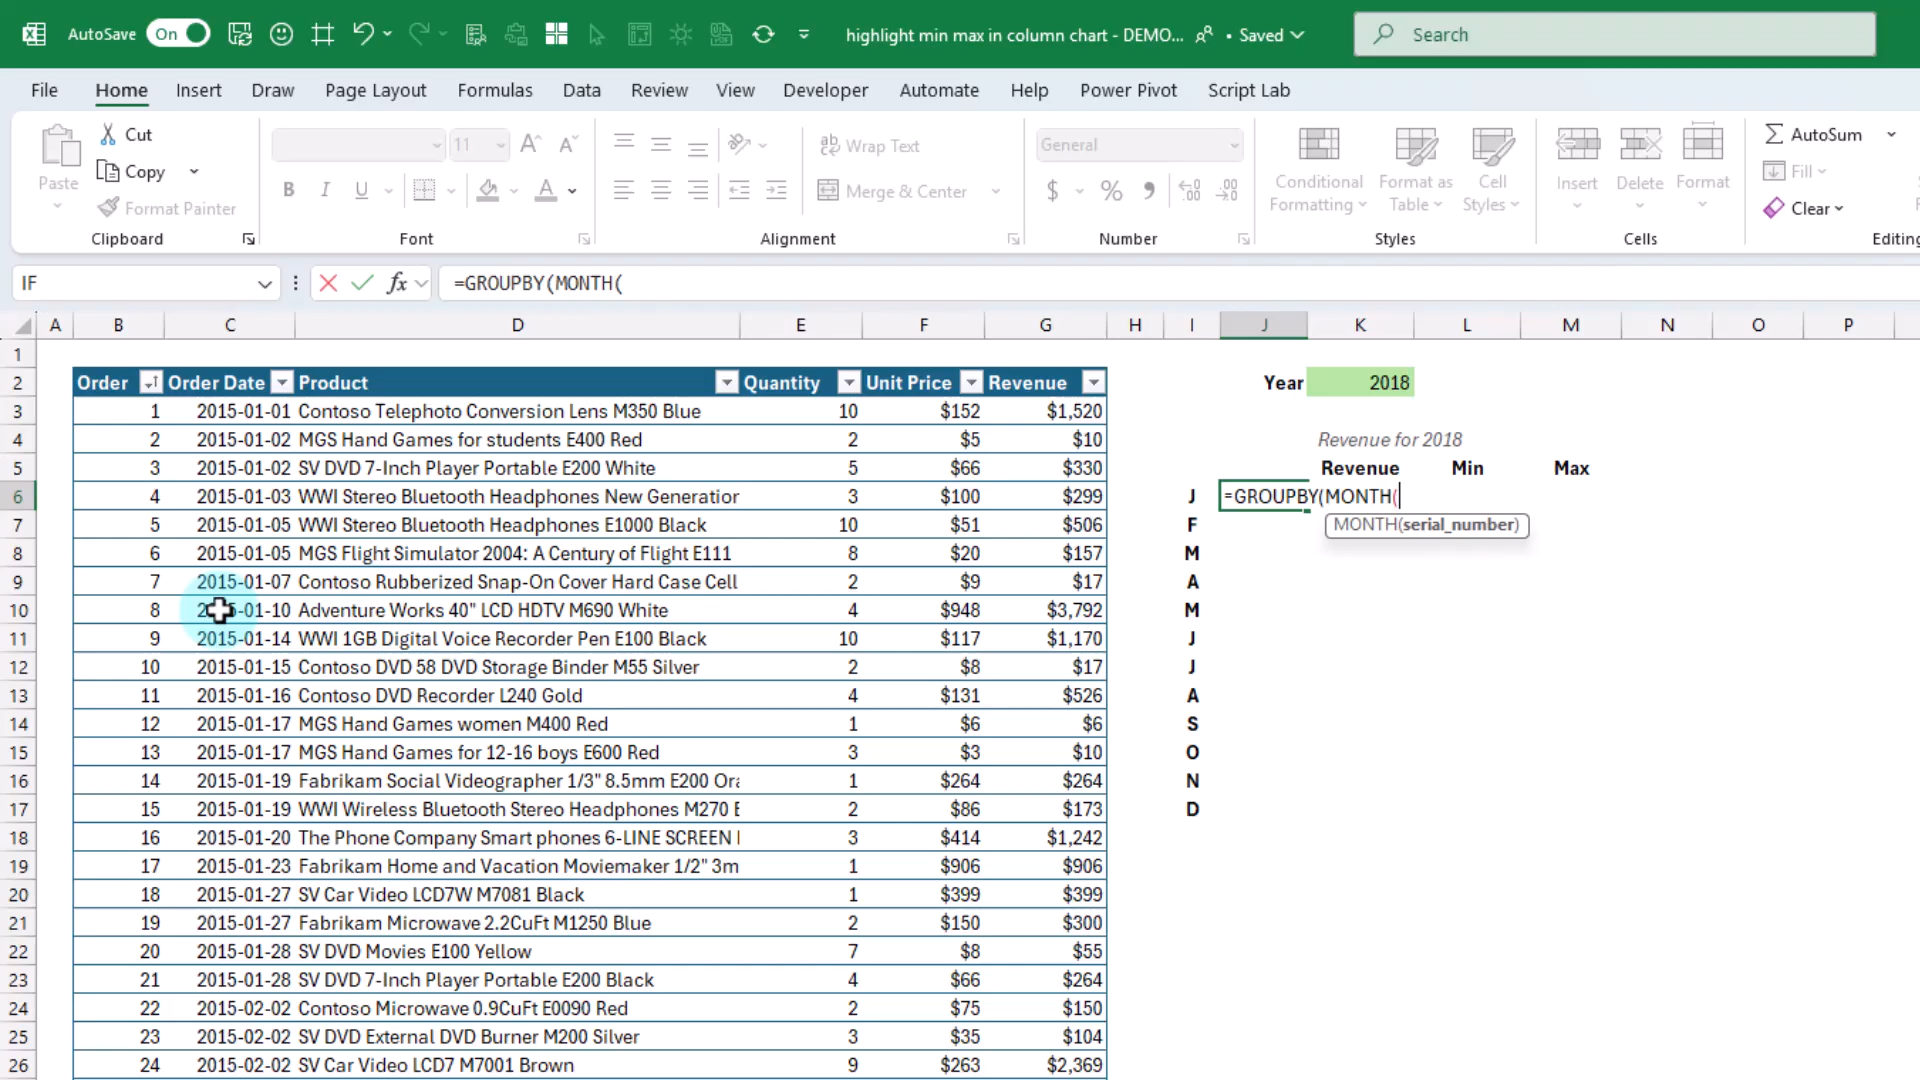 AutoSave On highlight min max in column chart - DEMO... • Saved Search
File Home Insert Draw Page Layout Formulas Data Review View Developer Automate Help Power Pivot Script Lab
Paste Cut Copy Format Painter
Clipboard
11 A A
B I U A
Font
ab Wrap Text
Merge & Center
Alignment
General
$ % 9 .00
Number
Conditional Formatting Format as Table Cell Styles
Styles
Insert Delete Format
Cells
AutoSum
Fill
Clear
Editing
IF fx =GROUPBY(MONTH(
A B C D E F G H I J K L M N O P
1
2 Order Order Date Product Quantity Unit Price Revenue Year 2018
3 1 2015-01-01 Contoso Telephoto Conversion Lens M350 Blue 10 $152 $1,520
4 2 2015-01-02 MGS Hand Games for students E400 Red 2 $5 $10 Revenue for 2018
5 3 2015-01-02 SV DVD 7-Inch Player Portable E200 White 5 $66 $330 Revenue Min Max
6 4 2015-01-03 WWI Stereo Bluetooth Headphones New Generation 3 $100 $299 J =GROUPBY(MONTH(
7 5 2015-01-05 WWI Stereo Bluetooth Headphones E1000 Black 10 $51 $506 F MONTH(serial_number)
8 6 2015-01-05 MGS Flight Simulator 2004: A Century of Flight E111 8 $20 $157 M
9 7 2015-01-07 Contoso Rubberized Snap-On Cover Hard Case Cell 2 $9 $17 A
10 8 2015-01-10 Adventure Works 40" LCD HDTV M690 White 4 $948 $3,792 M
11 9 2015-01-14 WWI 1GB Digital Voice Recorder Pen E100 Black 10 $117 $1,170 J
12 10 2015-01-15 Contoso DVD 58 DVD Storage Binder M55 Silver 2 $8 $17 J
13 11 2015-01-16 Contoso DVD Recorder L240 Gold 4 $131 $526 A
14 12 2015-01-17 MGS Hand Games women M400 Red 1 $6 $6 S
15 13 2015-01-17 MGS Hand Games for 12-16 boys E600 Red 3 $3 $10 O
16 14 2015-01-19 Fabrikam Social Videographer 1/3" 8.5mm E200 Ora 1 $264 $264 N
17 15 2015-01-19 WWI Wireless Bluetooth Stereo Headphones M270 2 $86 $173 D
18 16 2015-01-20 The Phone Company Smart phones 6-LINE SCREEN 3 $414 $1,242
19 17 2015-01-23 Fabrikam Home and Vacation Moviemaker 1/2" 3m 1 $906 $906
20 18 2015-01-27 SV Car Video LCD7W M7081 Black 1 $399 $399
21 19 2015-01-27 Fabrikam Microwave 2.2CuFt M1250 Blue 2 $150 $300
22 20 2015-01-28 SV DVD Movies E100 Yellow 7 $8 $55
23 21 2015-01-28 SV DVD 7-Inch Player Portable E200 Black 4 $66 $264
24 22 2015-02-02 Contoso Microwave 0.9CuFt E0090 Red 2 $75 $150
25 23 2015-02-02 SV DVD External DVD Burner M200 Silver 3 $35 $104
26 24 2015-02-02 SV Car Video LCD7 M7001 Brown 9 $263 $2,369